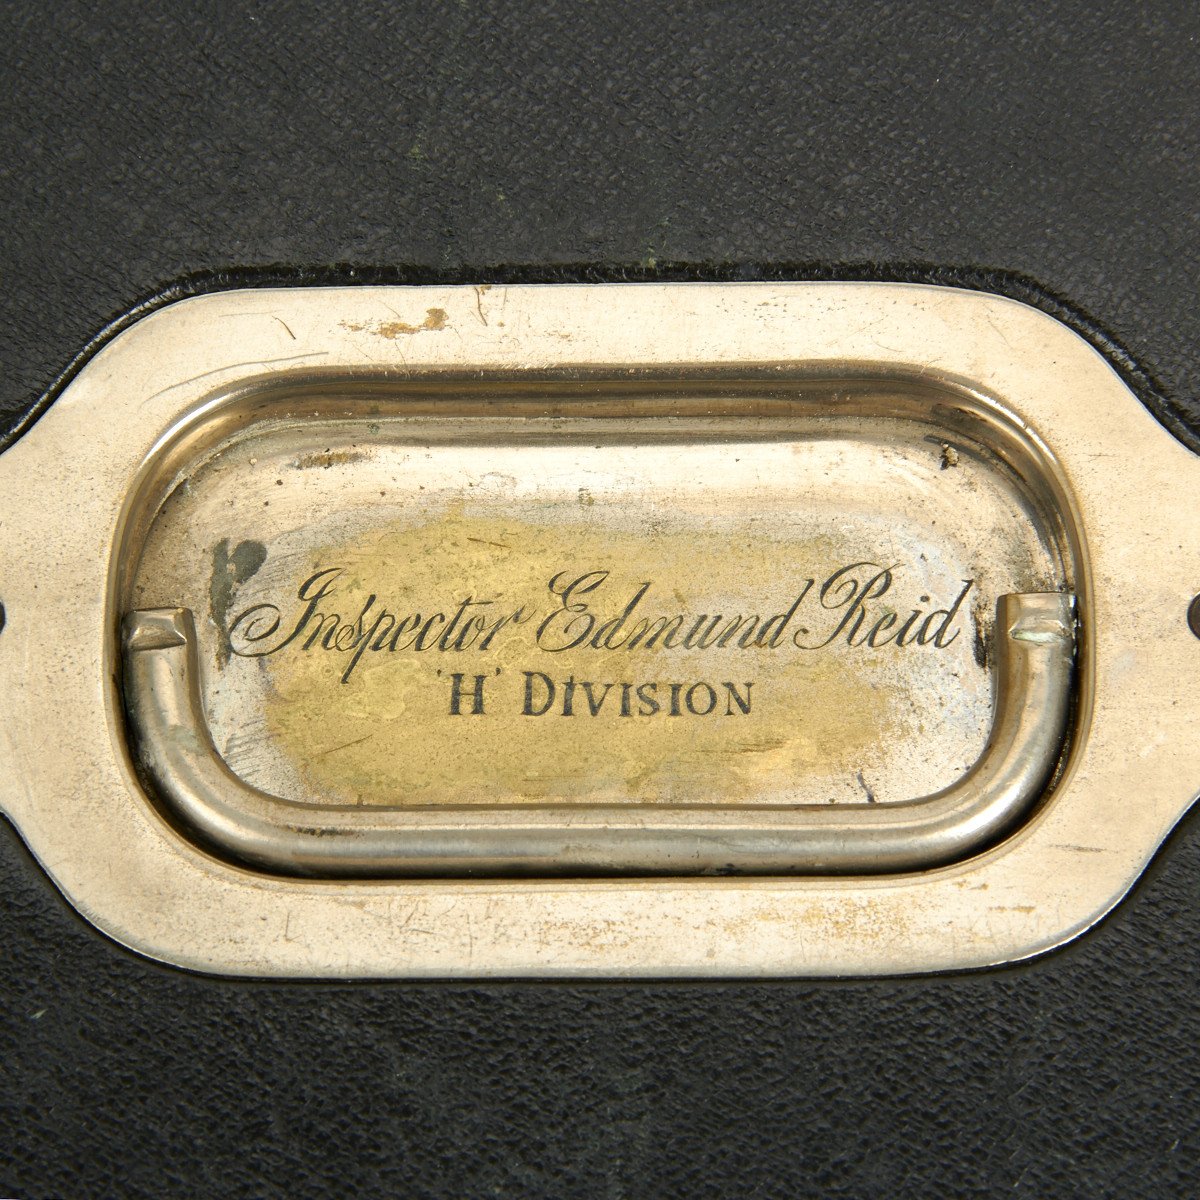 Inspector Edmund Reid
'H' DIVISION